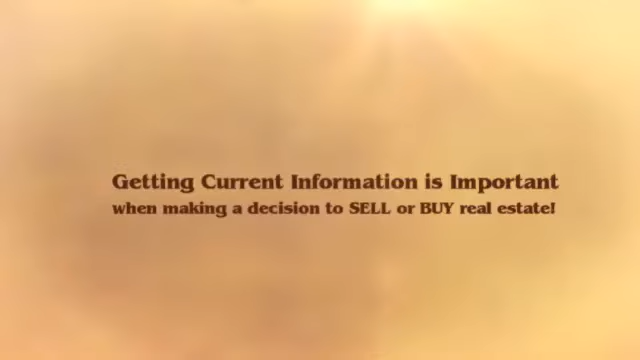 Getting Current Information is Important
when making a decision to SELL or BUY real estate!